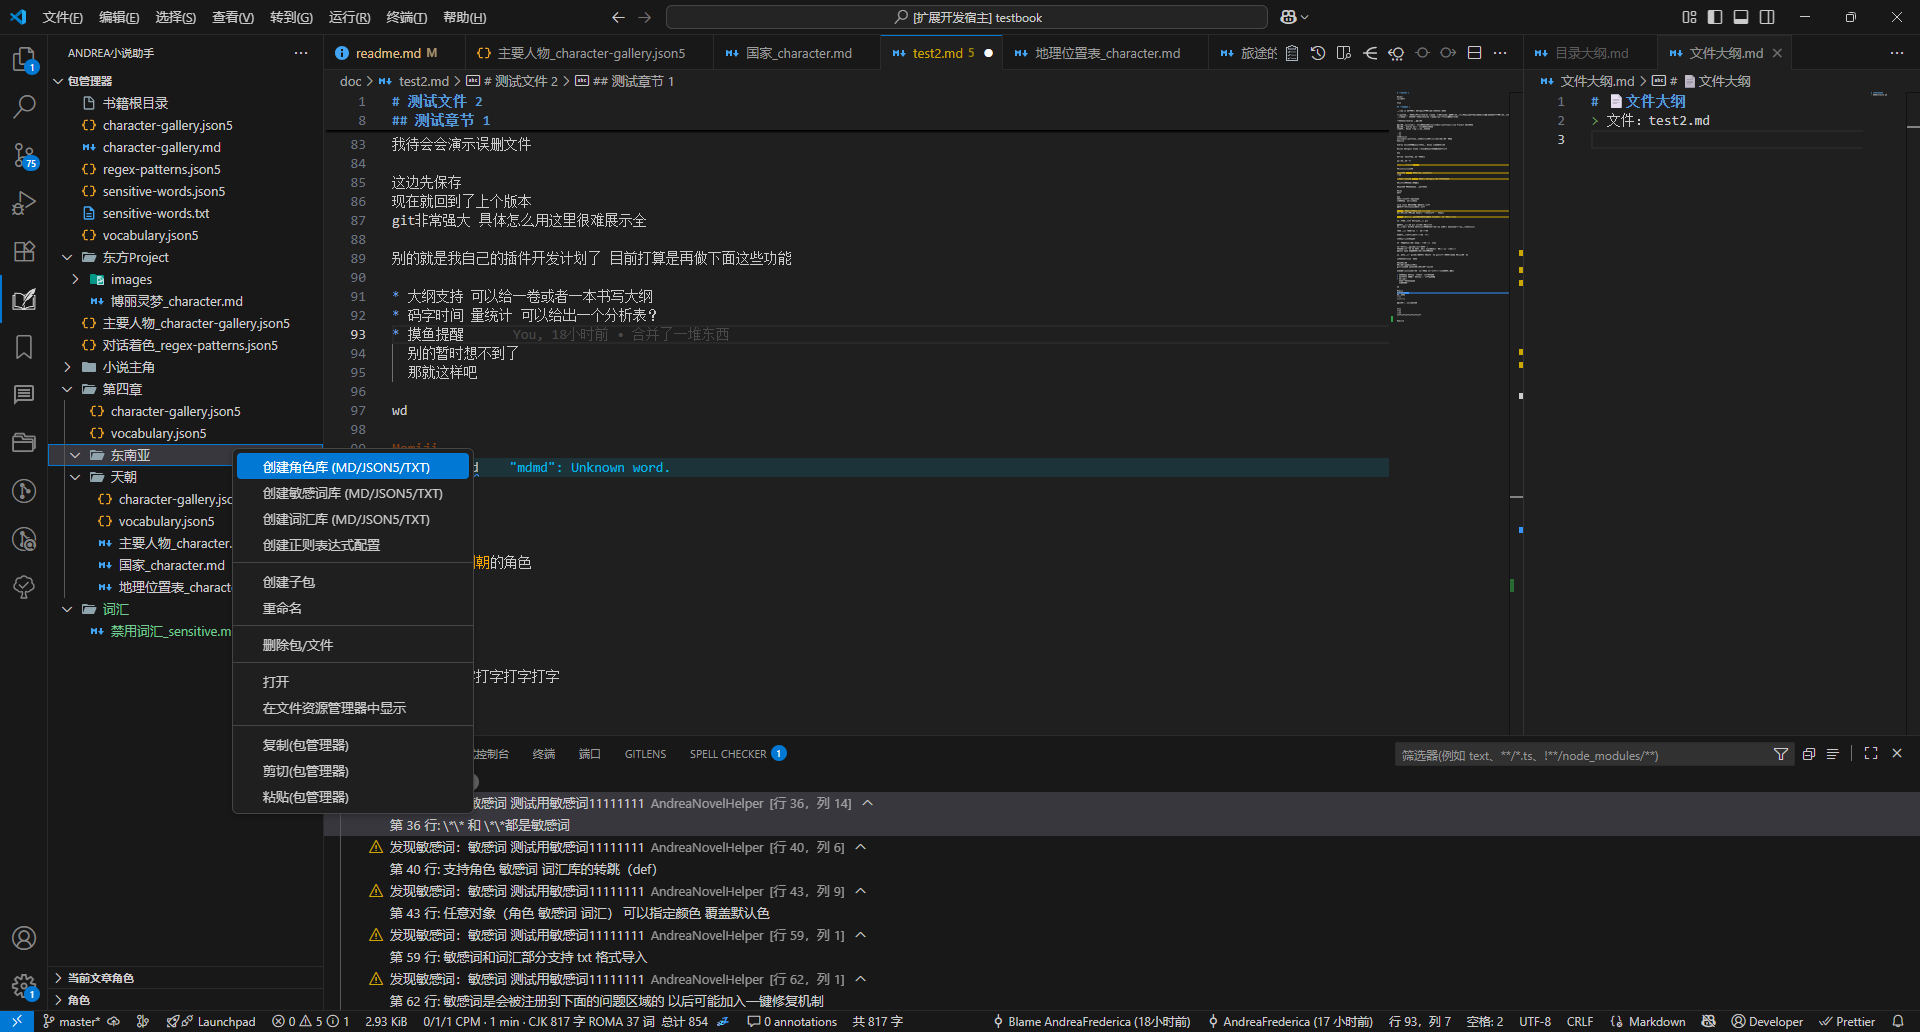 文件(F) 编辑(E) 选择(S) 查看(V) 转到(G) 运行(R) 终端(T) 帮助(H)
[扩展开发宿主] testbook
ANDREA小说助手
包管理器
书籍根目录
character-gallery.json5
character-gallery.md
regex-patterns.json5
sensitive-words.json5
sensitive-words.txt
vocabulary.json5
东方Project
images
博丽灵梦_character.md
主要人物_character-gallery.json5
对话着色_regex-patterns.json5
小说主角
第四章
character-gallery.json5
vocabulary.json5
东南亚
天朝
character-gallery.jsc
vocabulary.json5
主要人物_character.
国家_character.md
地理位置表_charact
词汇
禁用词汇_sensitive.m
当前文章角色
角色
1
75
1
readme.md M
主要人物_character-gallery.json5
国家_character.md
test2.md 5
地理位置表_character.md
旅途的
doc > test2.md > # 测试文件 2 > ## 测试章节 1
1 # 测试文件 2
8 ## 测试章节 1
83 我待会会演示误删文件
84
85 这边先保存
86 现在就回到了上个版本
87 git非常强大 具体怎么用这里很难展示全
88
89 别的就是我自己的插件开发计划了 目前打算是再做下面这些功能
90
91 * 大纲支持 可以给一卷或者一本书写大纲
92 * 码字时间 量统计 可以给出一个分析表?
93 * 摸鱼提醒 You, 18小时前 • 合并了一堆东西
94 别的暂时想不到了
95 那就这样吧
96
97 wd
98
d "mdmd": Unknown word.
朝的角色
打字打字打字
创建角色库 (MD/JSON5/TXT)
创建敏感词库 (MD/JSON5/TXT)
创建词汇库 (MD/JSON5/TXT)
创建正则表达式配置
创建子包
重命名
删除包/文件
打开
在文件资源管理器中显示
复制(包管理器)
剪切(包管理器)
粘贴(包管理器)
目录大纲.md
文件大纲.md
文件大纲.md > # 文件大纲
1 # 文件大纲
2 > 文件: test2.md
3
控制台 终端 端口 GITLENS SPELL CHECKER 1
筛选器(例如 text、**/*.ts、!**/node_modules/**)
敏感词 测试用敏感词11111111 AndreaNovelHelper [行 36，列 14]
第 36 行: \*\* 和 \*\*都是敏感词
发现敏感词：敏感词 测试用敏感词11111111 AndreaNovelHelper [行 40，列 6]
第 40 行: 支持角色 敏感词 词汇库的转跳（def）
发现敏感词：敏感词 测试用敏感词11111111 AndreaNovelHelper [行 43，列 9]
第 43 行: 任意对象（角色 敏感词 词汇） 可以指定颜色 覆盖默认色
发现敏感词：敏感词 测试用敏感词11111111 AndreaNovelHelper [行 59，列 1]
第 59 行: 敏感词和词汇部分支持 txt 格式导入
发现敏感词：敏感词 测试用敏感词11111111 AndreaNovelHelper [行 62，列 1]
第 62 行: 敏感词是会被注册到下面的问题区域的 以后可能加入一键修复机制
master* Launchpad 0 5 1 2.93 KiB 0/1/1 CPM · 1 min · CJK 817 字 ROMA 37 词 总计 854 0 annotations 共 817 字 Blame AndreaFrederica (18小时前) AndreaFrederica (17 小时前) 行 93，列 7 空格: 2 UTF-8 CRLF Markdown Developer Prettier